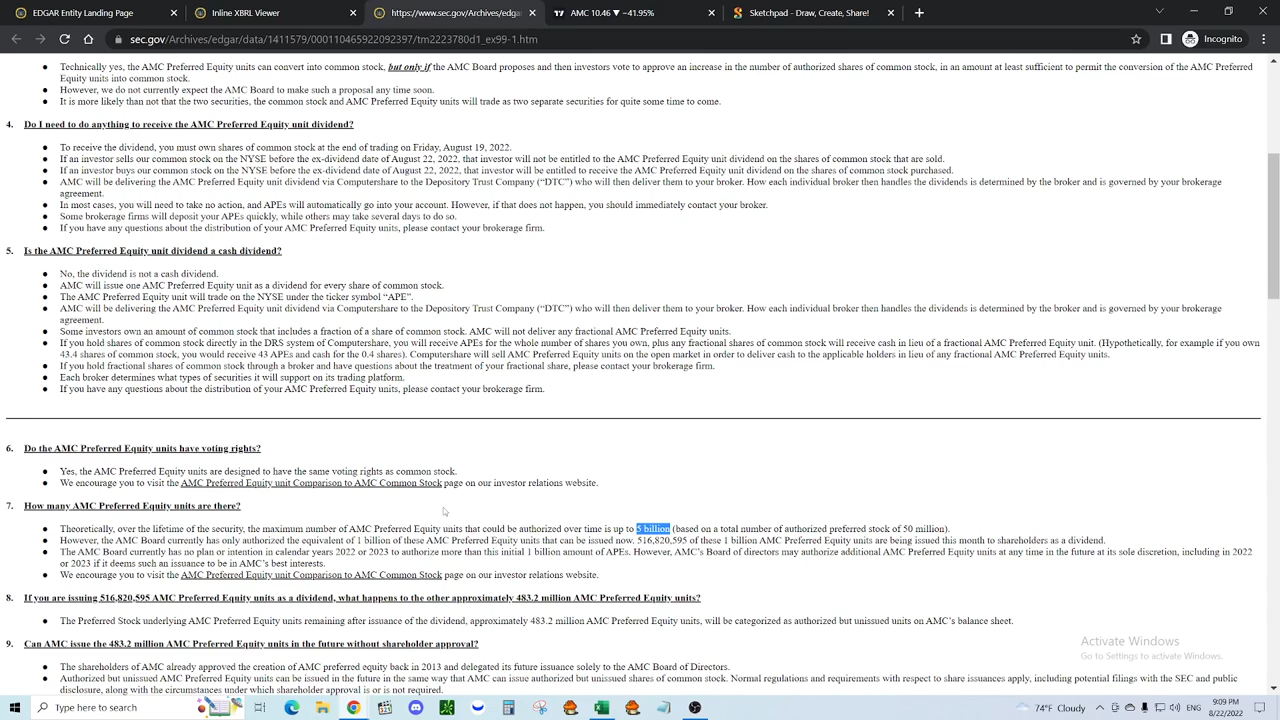 EDGAR Entity Landing Page
Inline XBRL Viewer
https://www.sec.gov/Archives/edgar
AMC 10.46 ▼ −41.95%
Sketchpad - Draw, Create, Share!
sec.gov/Archives/edgar/data/1411579/000110465922092397/tm2223780d1_ex99-1.htm
Incognito
• Technically yes, the AMC Preferred Equity units can convert into common stock, but only if the AMC Board proposes and then investors vote to approve an increase in the number of authorized shares of common stock, in an amount at least sufficient to permit the conversion of the AMC Preferred
Equity units into common stock.
• However, we do not currently expect the AMC Board to make such a proposal any time soon.
• It is more likely than not that the two securities, the common stock and AMC Preferred Equity units will trade as two separate securities for quite some time to come.
4. Do I need to do anything to receive the AMC Preferred Equity unit dividend?
• To receive the dividend, you must own shares of common stock at the end of trading on Friday, August 19, 2022.
• If an investor sells our common stock on the NYSE before the ex-dividend date of August 22, 2022, that investor will not be entitled to the AMC Preferred Equity unit dividend on the shares of common stock that are sold.
• If an investor buys our common stock on the NYSE before the ex-dividend date of August 22, 2022, that investor will be entitled to receive the AMC Preferred Equity unit dividend on the shares of common stock purchased.
• AMC will be delivering the AMC Preferred Equity unit dividend via Computershare to the Depository Trust Company (“DTC”) who will then deliver them to your broker. How each individual broker then handles the dividends is determined by the broker and is governed by your brokerage
agreement.
• In most cases, you will need to take no action, and APEs will automatically go into your account. However, if that does not happen, you should immediately contact your broker.
• Some brokerage firms will deposit your APEs quickly, while others may take several days to do so.
• If you have any questions about the distribution of your AMC Preferred Equity units, please contact your brokerage firm.
5. Is the AMC Preferred Equity unit dividend a cash dividend?
• No, the dividend is not a cash dividend.
• AMC will issue one AMC Preferred Equity unit as a dividend for every share of common stock.
• The AMC Preferred Equity unit will trade on the NYSE under the ticker symbol “APE”.
• AMC will be delivering the AMC Preferred Equity unit dividend via Computershare to the Depository Trust Company (“DTC”) who will then deliver them to your broker. How each individual broker then handles the dividends is determined by the broker and is governed by your brokerage
agreement.
• Some investors own an amount of common stock that includes a fraction of a share of common stock. AMC will not deliver any fractional AMC Preferred Equity units.
• If you hold shares of common stock directly in the DRS system of Computershare, you will receive APEs for the whole number of shares you own, plus any fractional shares of common stock will receive cash in lieu of a fractional AMC Preferred Equity unit. (Hypothetically, for example if you own
43.4 shares of common stock, you would receive 43 APEs and cash for the 0.4 shares). Computershare will sell AMC Preferred Equity units on the open market in order to deliver cash to the applicable holders in lieu of any fractional AMC Preferred Equity units.
• If you hold fractional shares of common stock through a broker and have questions about the treatment of your fractional share, please contact your brokerage firm.
• Each broker determines what types of securities it will support on its trading platform.
• If you have any questions about the distribution of your AMC Preferred Equity units, please contact your brokerage firm.
6. Do the AMC Preferred Equity units have voting rights?
• Yes, the AMC Preferred Equity units are designed to have the same voting rights as common stock.
• We encourage you to visit the AMC Preferred Equity unit Comparison to AMC Common Stock page on our investor relations website.
7. How many AMC Preferred Equity units are there?
• Theoretically, over the lifetime of the security, the maximum number of AMC Preferred Equity units that could be authorized over time is up to 5 billion (based on a total number of authorized preferred stock of 50 million).
• However, the AMC Board currently has only authorized the equivalent of 1 billion of these AMC Preferred Equity units that can be issued now. 516,820,595 of these 1 billion AMC Preferred Equity units are being issued this month to shareholders as a dividend.
• The AMC Board currently has no plan or intention in calendar years 2022 or 2023 to authorize more than this initial 1 billion amount of APEs. However, AMC’s Board of directors may authorize additional AMC Preferred Equity units at any time in the future at its sole discretion, including in 2022
or 2023 if it deems such an issuance to be in AMC’s best interests.
• We encourage you to visit the AMC Preferred Equity unit Comparison to AMC Common Stock page on our investor relations website.
8. If you are issuing 516,820,595 AMC Preferred Equity units as a dividend, what happens to the other approximately 483.2 million AMC Preferred Equity units?
• The Preferred Stock underlying AMC Preferred Equity units remaining after issuance of the dividend, approximately 483.2 million AMC Preferred Equity units, will be categorized as authorized but unissued units on AMC’s balance sheet.
9. Can AMC issue the 483.2 million AMC Preferred Equity units in the future without shareholder approval?
• The shareholders of AMC already approved the creation of AMC preferred equity back in 2013 and delegated its future issuance solely to the AMC Board of Directors.
• Authorized but unissued AMC Preferred Equity units can be issued in the future in the same way that AMC can issue authorized but unissued shares of common stock. Normal regulations and requirements with respect to share issuances apply, including potential filings with the SEC and public
disclosure, along with the circumstances under which shareholder approval is or is not required.
Activate Windows
Go to Settings to activate Windows.
Type here to search
74°F Cloudy
9:09 PM
8/22/2022